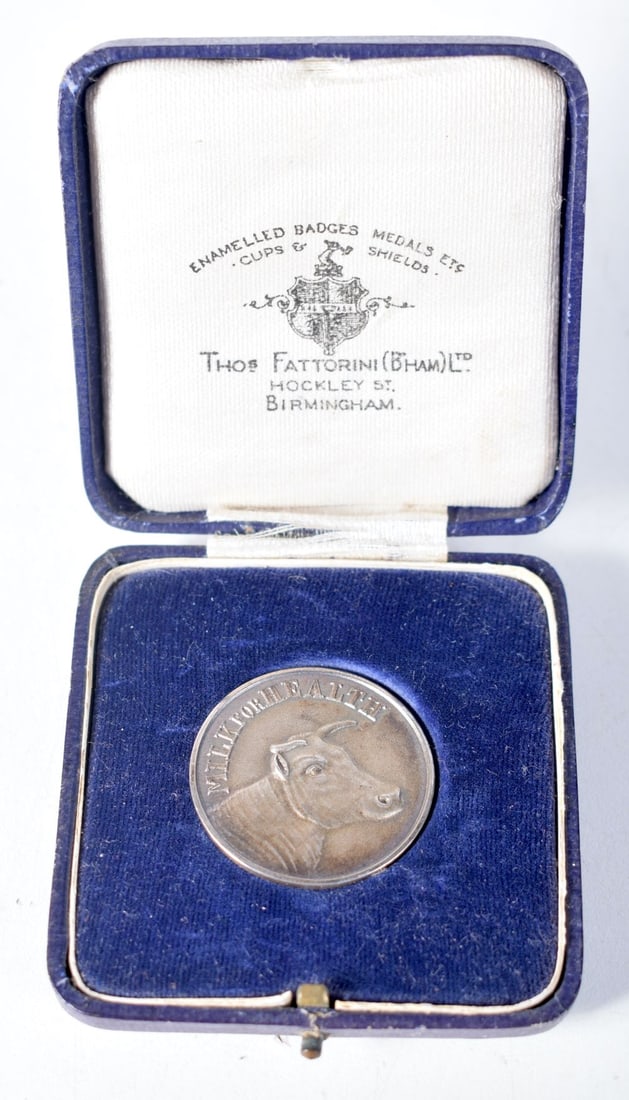 ENAMELLED BADGES MEDALS ETC
· CUPS & SHIELDS ·
THOS FATTORINI (B'HAM) LTD.
HOCKLEY ST.
BIRMINGHAM.
MILK FOR HEALTH